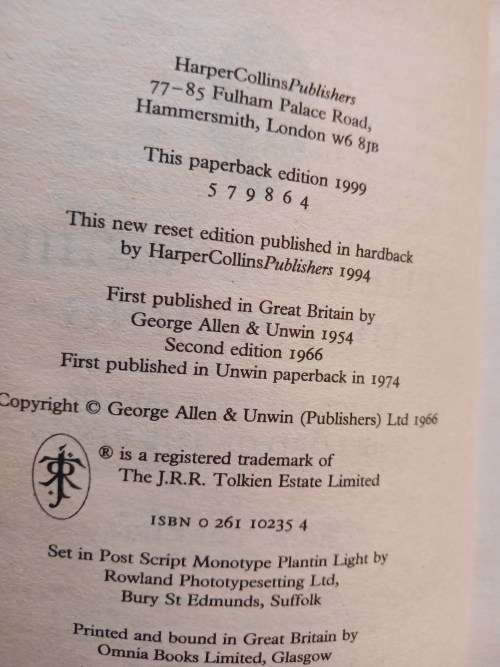 HarperCollinsPublishers
77–85 Fulham Palace Road,
Hammersmith, London W6 8JB
This paperback edition 1999
5 7 9 8 6 4
This new reset edition published in hardback
by HarperCollinsPublishers 1994
First published in Great Britain by
George Allen & Unwin 1954
Second edition 1966
First published in Unwin paperback in 1974
Copyright © George Allen & Unwin (Publishers) Ltd 1966
® is a registered trademark of
The J.R.R. Tolkien Estate Limited
ISBN 0 261 10235 4
Set in Post Script Monotype Plantin Light by
Rowland Phototypesetting Ltd,
Bury St Edmunds, Suffolk
Printed and bound in Great Britain by
Omnia Books Limited, Glasgow